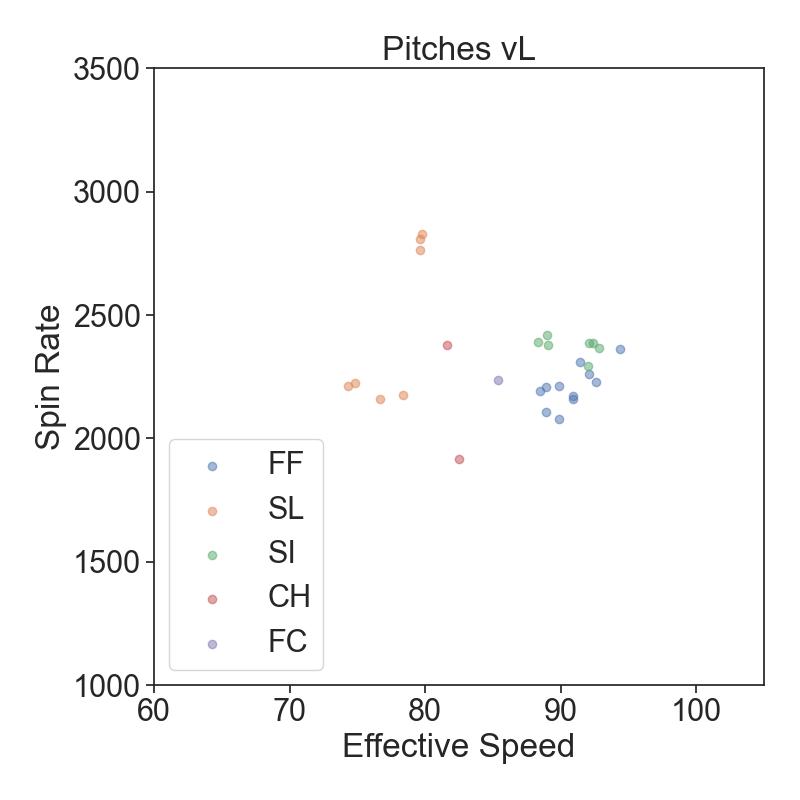 Pitches vL
3500
3000
2500
2000
1500
1000
Spin Rate
FF
SL
SI
CH
FC
60 70 80 90 100
Effective Speed